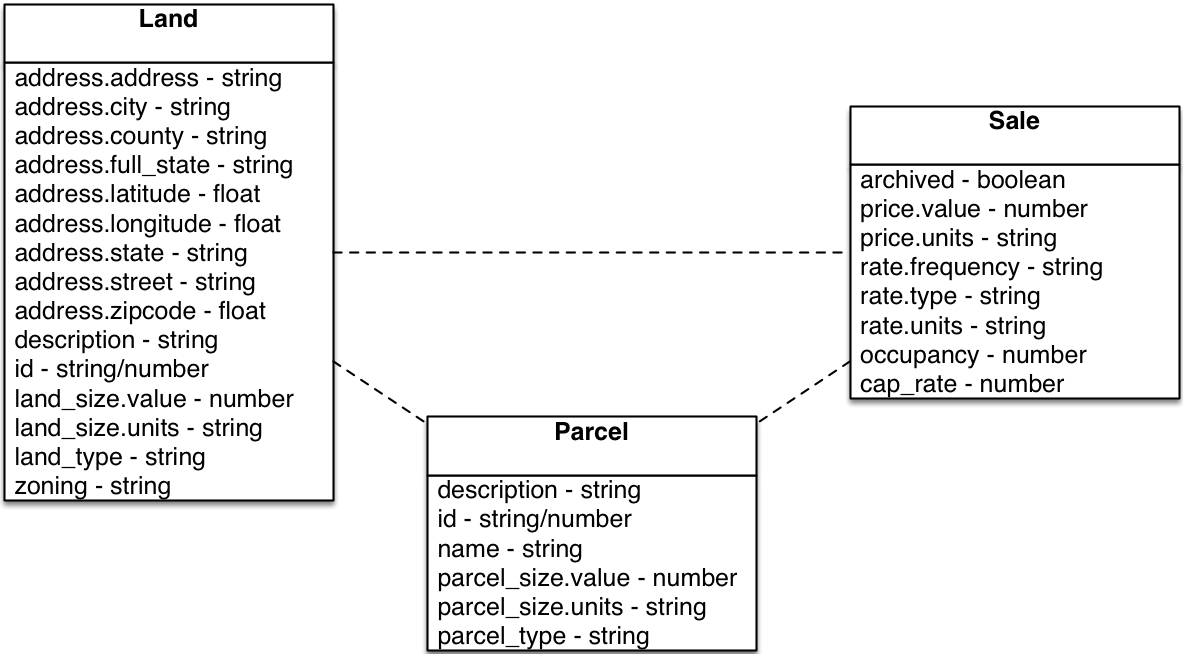 Land
address.address - string
address.city - string
address.county - string
address.full_state - string
address.latitude - float
address.longitude - float
address.state - string
address.street - string
address.zipcode - float
description - string
id - string/number
land_size.value - number
land_size.units - string
land_type - string
zoning - string
Sale
archived - boolean
price.value - number
price.units - string
rate.frequency - string
rate.type - string
rate.units - string
occupancy - number
cap_rate - number
Parcel
description - string
id - string/number
name - string
parcel_size.value - number
parcel_size.units - string
parcel_type - string